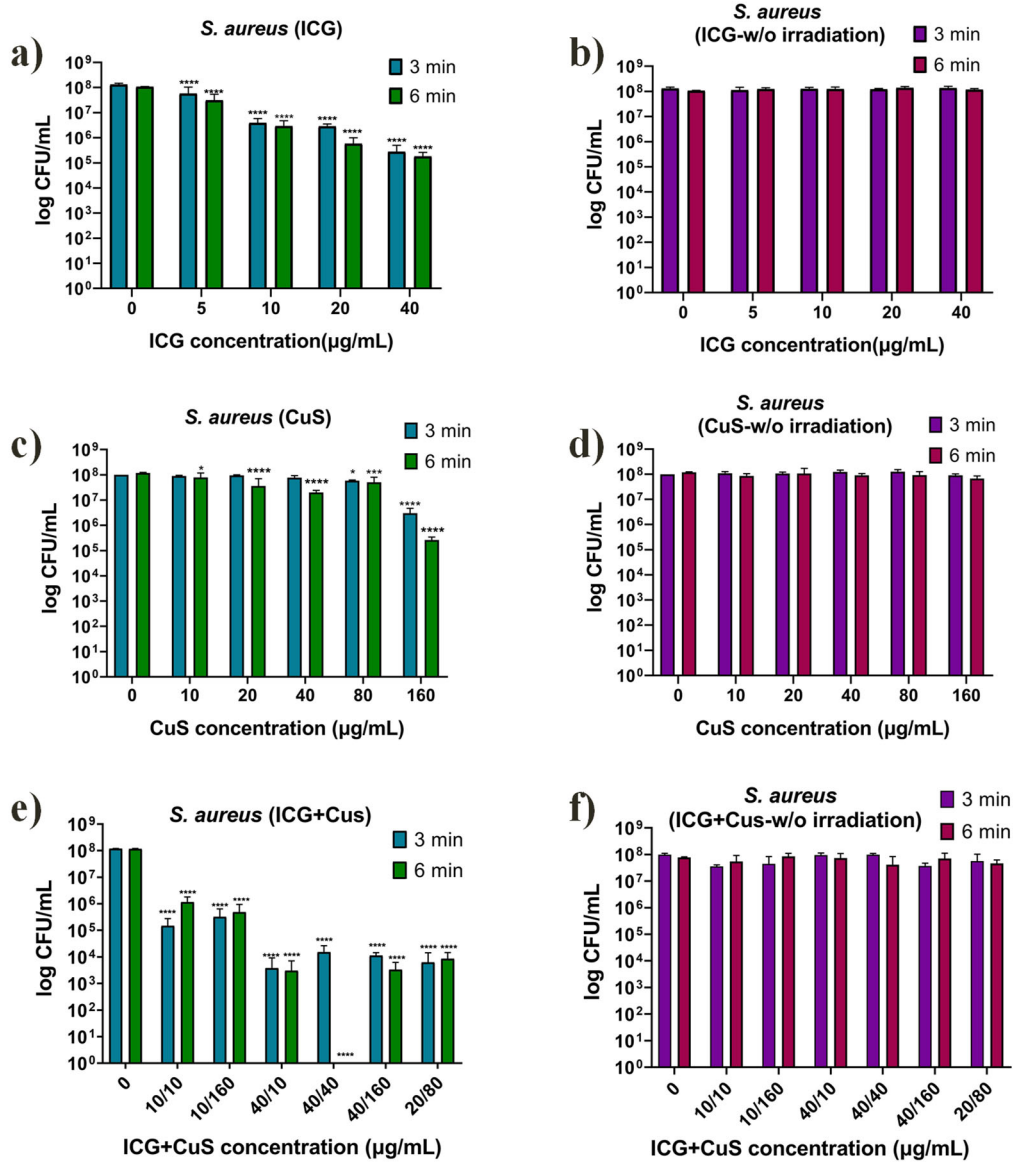 a)
S. aureus (ICG)
3 min
6 min
log CFU/mL
10⁹
10⁸
10⁷
10⁶
10⁵
10⁴
10³
10²
10¹
10⁰
**** ****
**** ****
**** ****
**** ****
0 5 10 20 40
ICG concentration(µg/mL)
b)
S. aureus
(ICG-w/o irradiation)
3 min
6 min
log CFU/mL
10⁹
10⁸
10⁷
10⁶
10⁵
10⁴
10³
10²
10¹
10⁰
0 5 10 20 40
ICG concentration(µg/mL)
c)
S. aureus (CuS)
3 min
6 min
log CFU/mL
10⁹
10⁸
10⁷
10⁶
10⁵
10⁴
10³
10²
10¹
10⁰
*
****
****
* ***
**** ****
0 10 20 40 80 160
CuS concentration (µg/mL)
d)
S. aureus
(CuS-w/o irradiation)
3 min
6 min
log CFU/mL
10⁹
10⁸
10⁷
10⁶
10⁵
10⁴
10³
10²
10¹
10⁰
0 10 20 40 80 160
CuS concentration (µg/mL)
e)
S. aureus (ICG+Cus)
3 min
6 min
log CFU/mL
10⁹
10⁸
10⁷
10⁶
10⁵
10⁴
10³
10²
10¹
10⁰
**** ****
**** ****
**** ****
**** ****
**** ****
**** ****
0 10/10 10/160 40/10 40/40 40/160 20/80
ICG+CuS concentration (µg/mL)
f)
S. aureus
(ICG+Cus-w/o irradiation)
3 min
6 min
log CFU/mL
10⁹
10⁸
10⁷
10⁶
10⁵
10⁴
10³
10²
10¹
10⁰
0 10/10 10/160 40/10 40/40 40/160 20/80
ICG+CuS concentration (µg/mL)